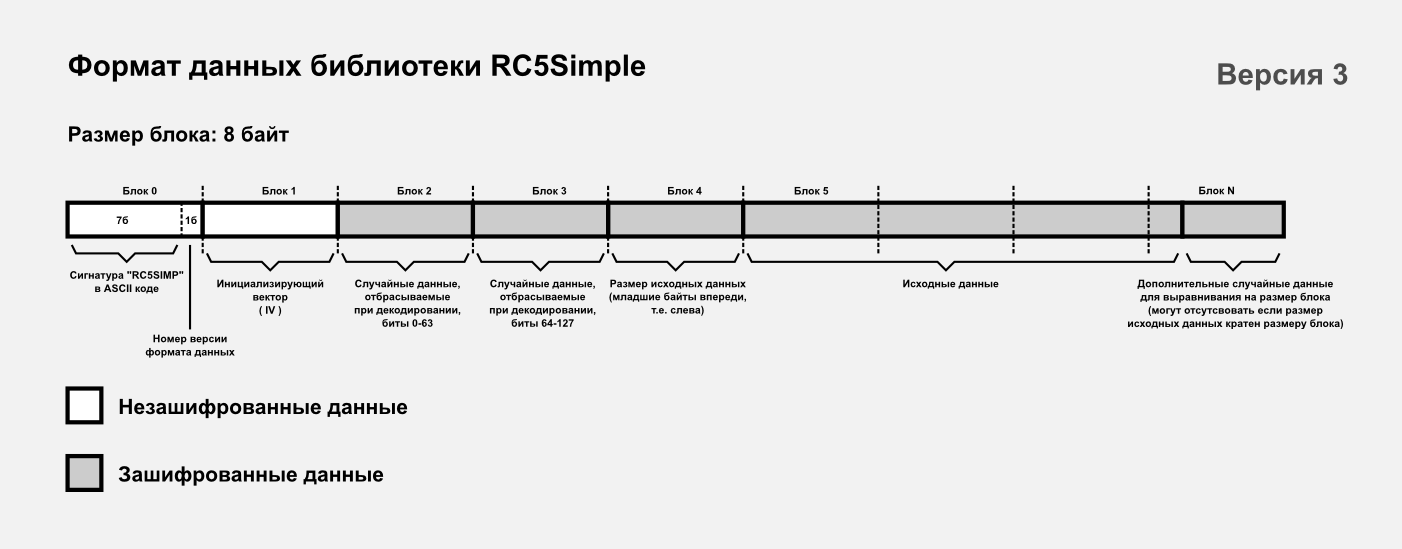 Формат данных библиотеки RC5Simple
Версия 3
Размер блока: 8 байт
Блок 0
Блок 1
Блок 2
Блок 3
Блок 4
Блок 5
Блок N
7б
1б
Сигнатура "RC5SIMP"
в ASCII коде
Номер версии
формата данных
Инициализирующий
вектор
( IV )
Случайные данные,
отбрасываемые
при декодировании,
биты 0-63
Случайные данные,
отбрасываемые
при декодировании,
биты 64-127
Размер исходных данных
(младшие байты впереди,
т.е. слева)
Исходные данные
Дополнительные случайные данные
для выравнивания на размер блока
(могут отсутсвовать если размер
исходных данных кратен размеру блока)
Незашифрованные данные
Зашифрованные данные